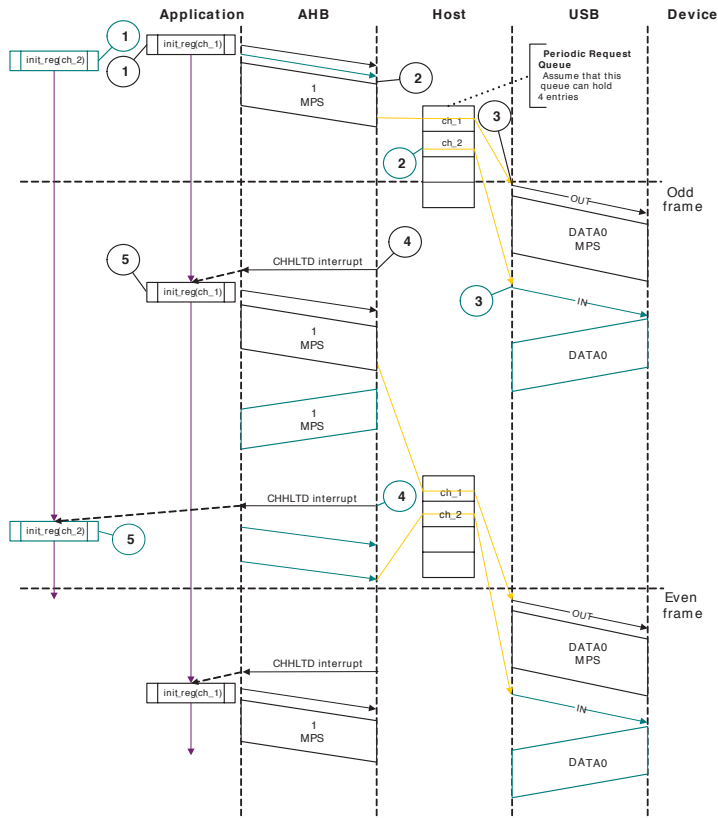 Application AHB Host USB Device
1
init_reg(ch_2)
1
init_reg(ch_1)
1
MPS
2
Periodic Request
Queue
Assume that this
queue can hold
4 entries
3
ch_1
ch_2
2
Odd
frame
OUT
DATA0
MPS
4
CHHLTD interrupt
5
init_reg(ch_1)
3
IN
1
MPS
DATA0
1
MPS
4
CHHLTD interrupt
ch_1
ch_2
init_reg(ch_2)
5
Even
frame
OUT
DATA0
MPS
CHHLTD interrupt
init_reg(ch_1)
IN
1
MPS
DATA0